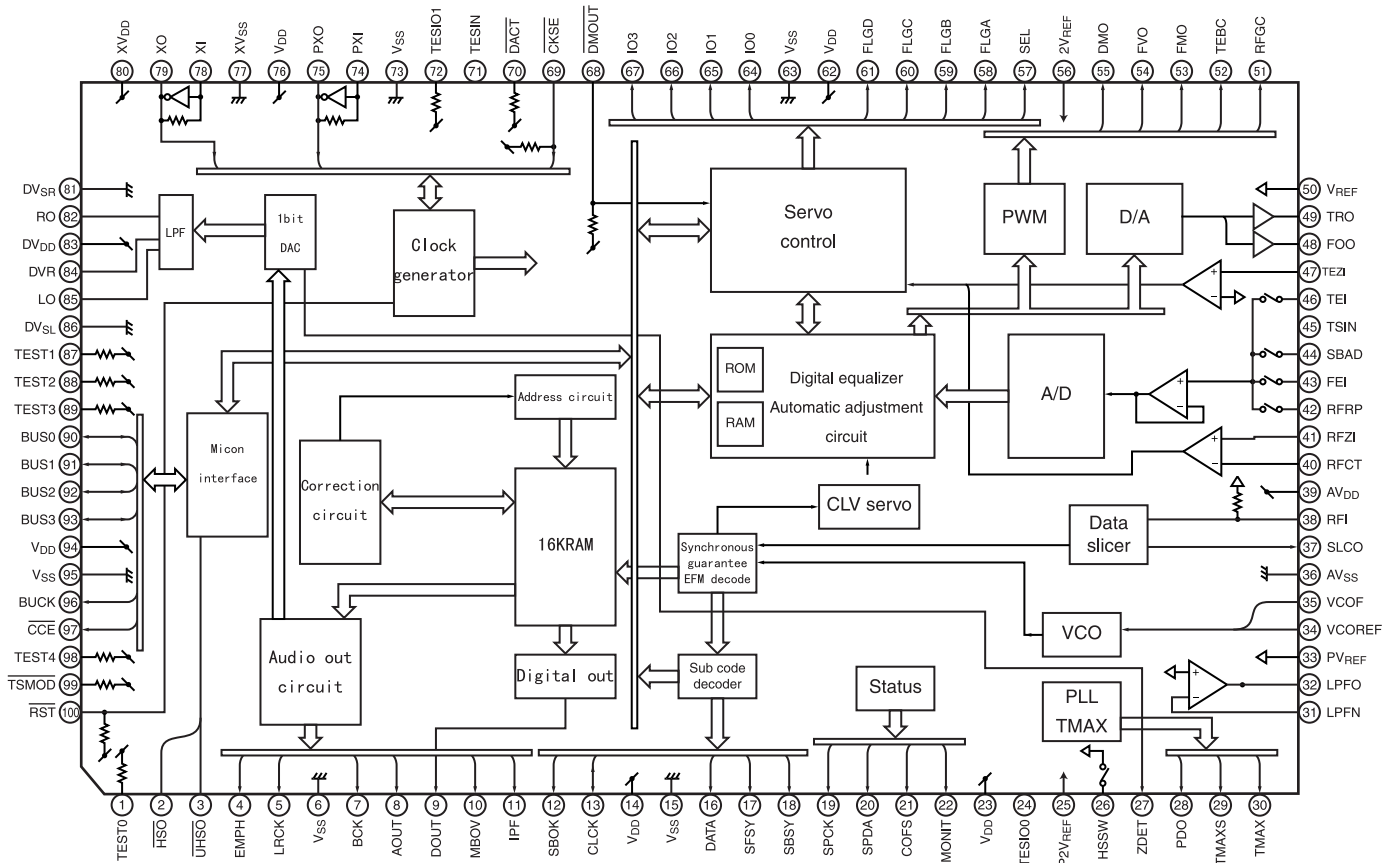 XVDD XO XI XVSS VDD PXO PXI VSS TESIO1 TESIN DACT CKSE DMOUT IO3 IO2 IO1 IO0 VSS VDD FLGD FLGC FLGB FLGA SEL 2VREF DMO FVO FMO TEBC RFGC
80 79 78 77 76 75 74 73 72 71 70 69 68 67 66 65 64 63 62 61 60 59 58 57 56 55 54 53 52 51
DVSR 81
RO 82
DVDD 83
DVR 84
LO 85
DVSL 86
TEST1 87
TEST2 88
TEST3 89
BUS0 90
BUS1 91
BUS2 92
BUS3 93
VDD 94
VSS 95
BUCK 96
CCE 97
TEST4 98
TSMOD 99
RST 100
LPF
1bit
DAC
Clock
generator
Servo
control
PWM
D/A
ROM
RAM
Digital equalizer
Automatic adjustment
circuit
A/D
Micon
interface
Address circuit
Correction
circuit
16KRAM
CLV servo
Synchronous
guarantee
EFM decode
Data
slicer
VCO
Audio out
circuit
Digital out
Sub code
decoder
Status
PLL
TMAX
50 VREF
49 TRO
48 FOO
47 TEZI
46 TEI
45 TSIN
44 SBAD
43 FEI
42 RFRP
41 RFZI
40 RFCT
39 AVDD
38 RFI
37 SLCO
36 AVSS
35 VCOF
34 VCOREF
33 PVREF
32 LPFO
31 LPFN
+
−
+
−
+
−
+
−
1 2 3 4 5 6 7 8 9 10 11 12 13 14 15 16 17 18 19 20 21 22 23 24 25 26 27 28 29 30
TEST0 HSO UHSO EMPH LRCK VSS BCK AOUT DOUT MBOV IPF SBOK CLCK VDD VSS DATA SFSY SBSY SPCK SPDA COFS MONIT VDD TESIO0 P2VREF HSSW ZDET PDO TMAXS TMAX